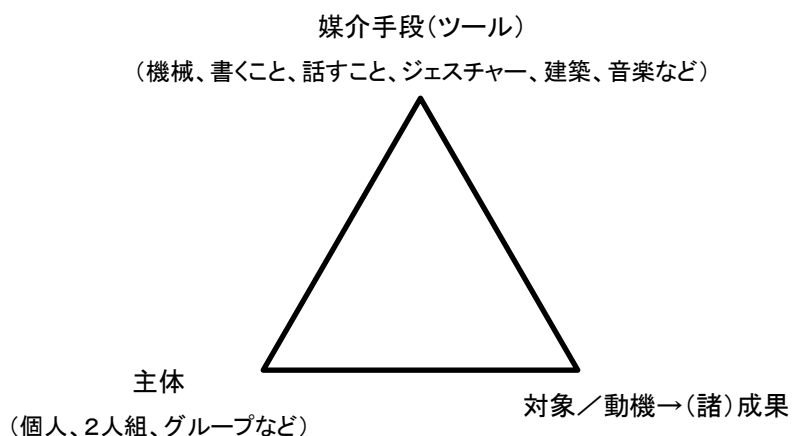 媒介手段（ツール）
（機械、書くこと、話すこと、ジェスチャー、建築、音楽など）
主体
（個人、２人組、グループなど）
対象／動機→（諸）成果